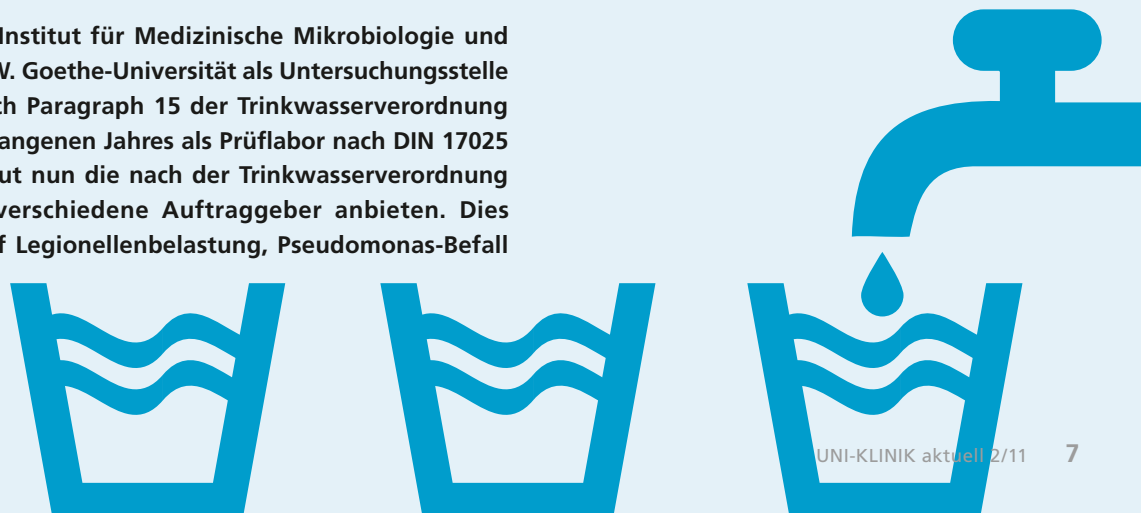 Institut für Medizinische Mikrobiologie und
W. Goethe-Universität als Untersuchungsstelle
Paragraph 15 der Trinkwasserverordnung
angenen Jahres als Prüflabor nach DIN 17025
ut nun die nach der Trinkwasserverordnung
verschiedene Auftraggeber anbieten. Dies
f Legionellenbelastung, Pseudomonas-Befall
UNI-KLINIK aktuell 2/11 7